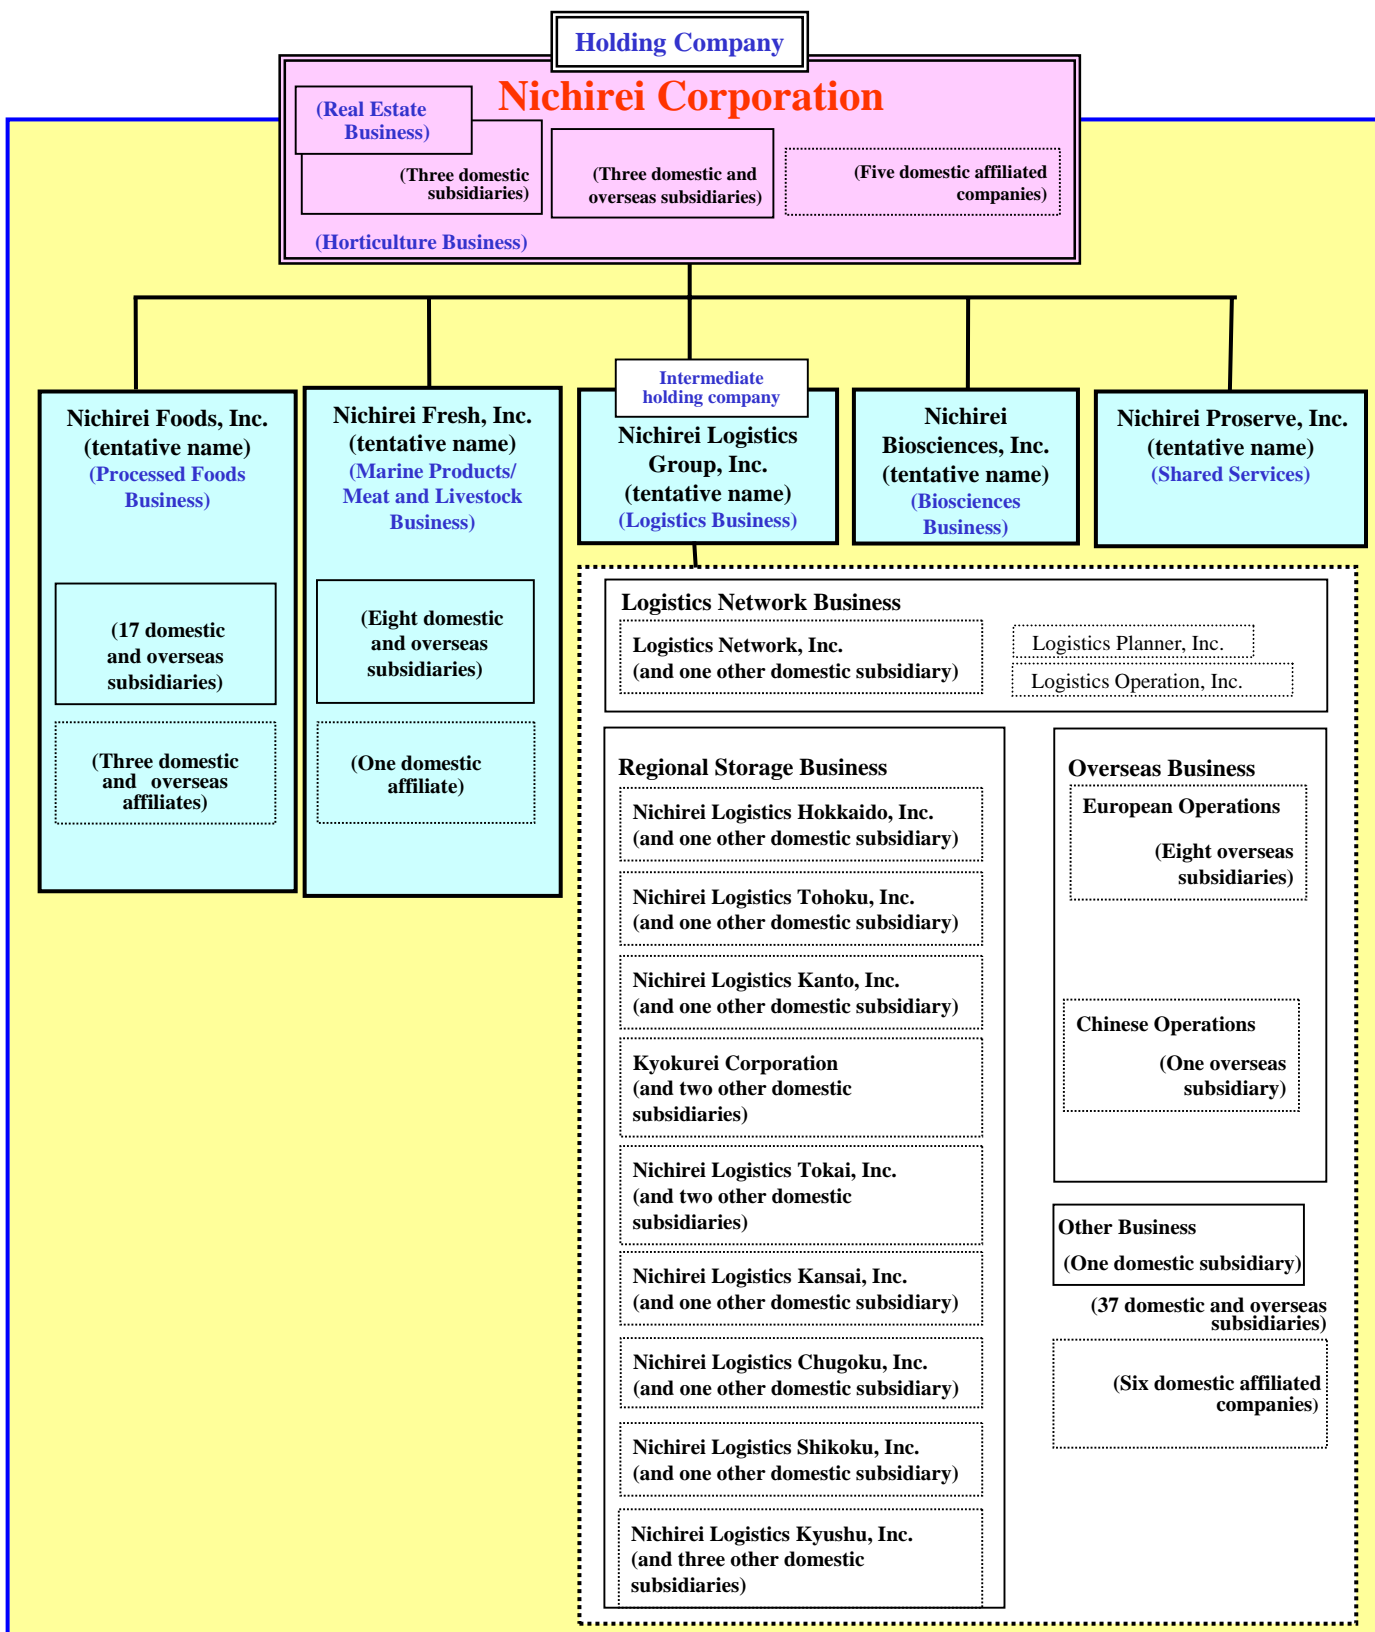 Holding Company
Nichirei Corporation
(Real Estate
Business)
(Three domestic
subsidiaries)
(Three domestic and
overseas subsidiaries)
(Five domestic affiliated
companies)
(Horticulture Business)
Nichirei Foods, Inc.
(tentative name)
(Processed Foods
Business)
(17 domestic
and overseas
subsidiaries)
(Three domestic
and overseas
affiliates)
Nichirei Fresh, Inc.
(tentative name)
(Marine Products/
Meat and Livestock
Business)
(Eight domestic
and overseas
subsidiaries)
(One domestic
affiliate)
Intermediate
holding company
Nichirei Logistics
Group, Inc.
(tentative name)
(Logistics Business)
Nichirei
Biosciences, Inc.
(tentative name)
(Biosciences
Business)
Nichirei Proserve, Inc.
(tentative name)
(Shared Services)
Logistics Network Business
Logistics Network, Inc.
(and one other domestic subsidiary)
Logistics Planner, Inc.
Logistics Operation, Inc.
Regional Storage Business
Nichirei Logistics Hokkaido, Inc.
(and one other domestic subsidiary)
Nichirei Logistics Tohoku, Inc.
(and one other domestic subsidiary)
Nichirei Logistics Kanto, Inc.
(and one other domestic subsidiary)
Kyokurei Corporation
(and two other domestic
subsidiaries)
Nichirei Logistics Tokai, Inc.
(and two other domestic
subsidiaries)
Nichirei Logistics Kansai, Inc.
(and one other domestic subsidiary)
Nichirei Logistics Chugoku, Inc.
(and one other domestic subsidiary)
Nichirei Logistics Shikoku, Inc.
(and one other domestic subsidiary)
Nichirei Logistics Kyushu, Inc.
(and three other domestic
subsidiaries)
Overseas Business
European Operations
(Eight overseas
subsidiaries)
Chinese Operations
(One overseas
subsidiary)
Other Business
(One domestic subsidiary)
(37 domestic and overseas
subsidiaries)
(Six domestic affiliated
companies)